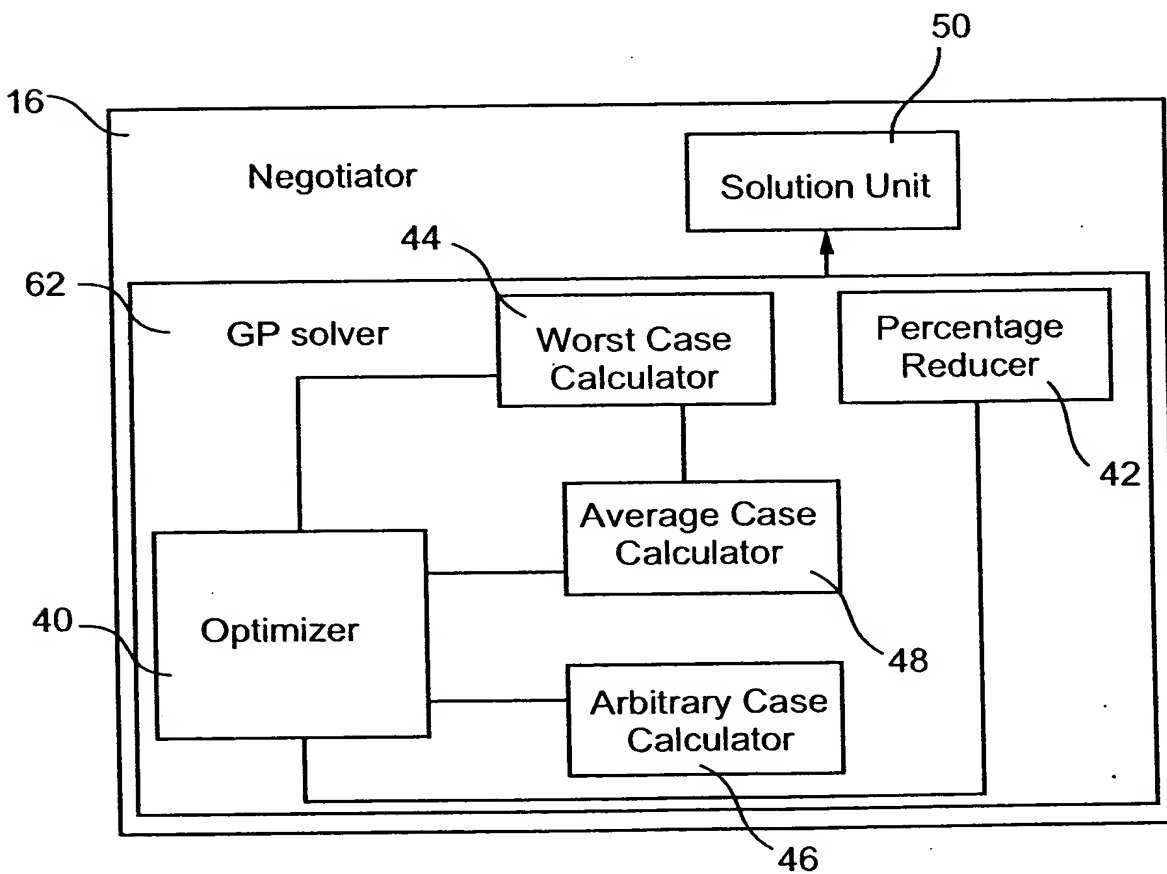 50
16
Negotiator
Solution Unit
44
62
GP solver
Worst Case
Calculator
Percentage
Reducer
42
Average Case
Calculator
40
Optimizer
48
Arbitrary Case
Calculator
46